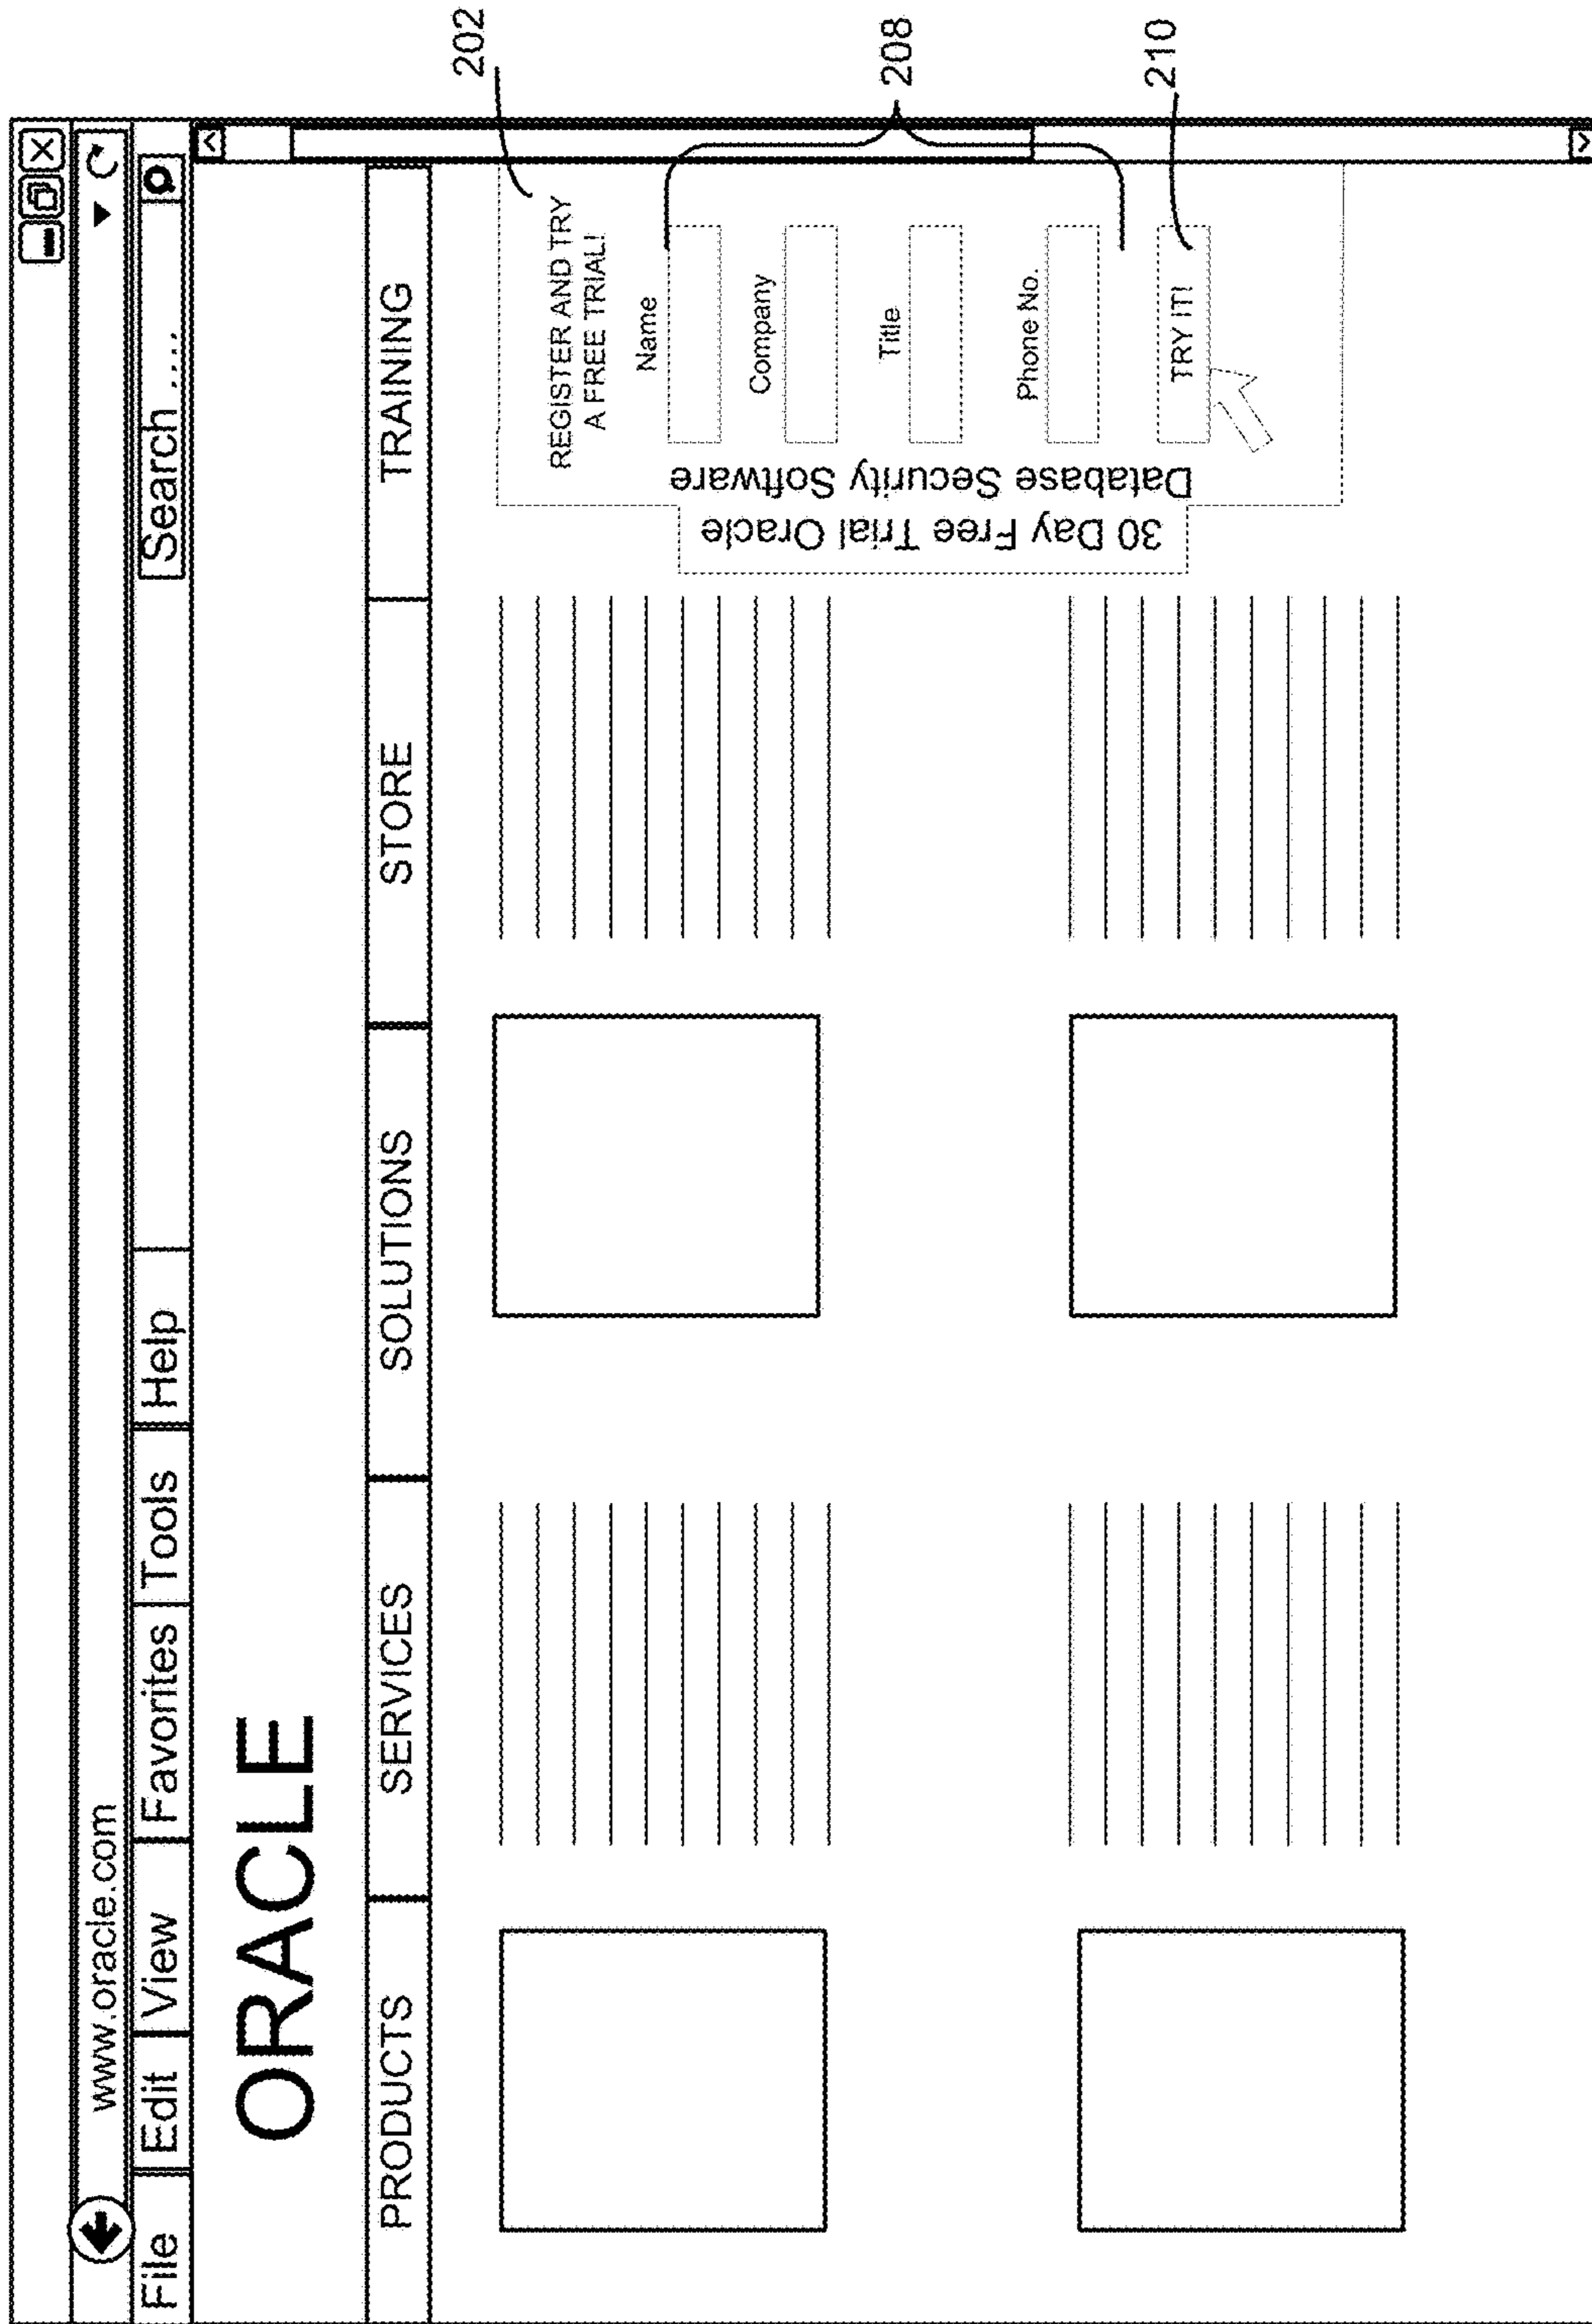 www.oracle.com
File Edit View Favorites Tools Help Search ....
ORACLE
PRODUCTS SERVICES SOLUTIONS STORE TRAINING
202
REGISTER AND TRY
A FREE TRIAL!
Name
Company
Title
Phone No.
TRY IT!
30 Day Free Trial Oracle
Database Security Software
208
210